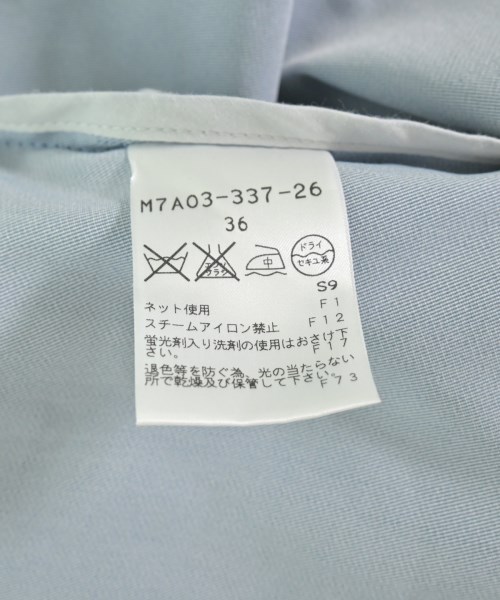 M7A03-337-26
36
エンソ サラシ
中
ドライ
セキユ系
S9
ネット使用 F1
スチームアイロン禁止 F12
蛍光剤入り洗剤の使用はおさけ下
さい。 F17
退色等を防ぐ為、光の当たらない
所で乾燥及び保管して下さい。 F73